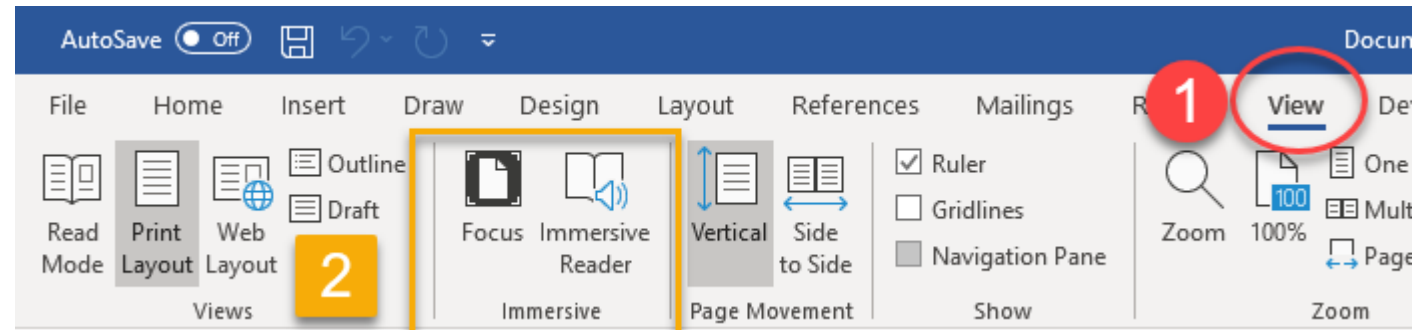 AutoSave Off Docum
File Home Insert Draw Design Layout References Mailings R 1 View De
Read Mode
Print Layout
Web Layout
Outline
Draft
2
Views
Focus
Immersive Reader
Immersive
Vertical
Side to Side
Page Movement
Ruler
Gridlines
Navigation Pane
Show
Zoom
100
100%
One
Mult
Page
Zoom